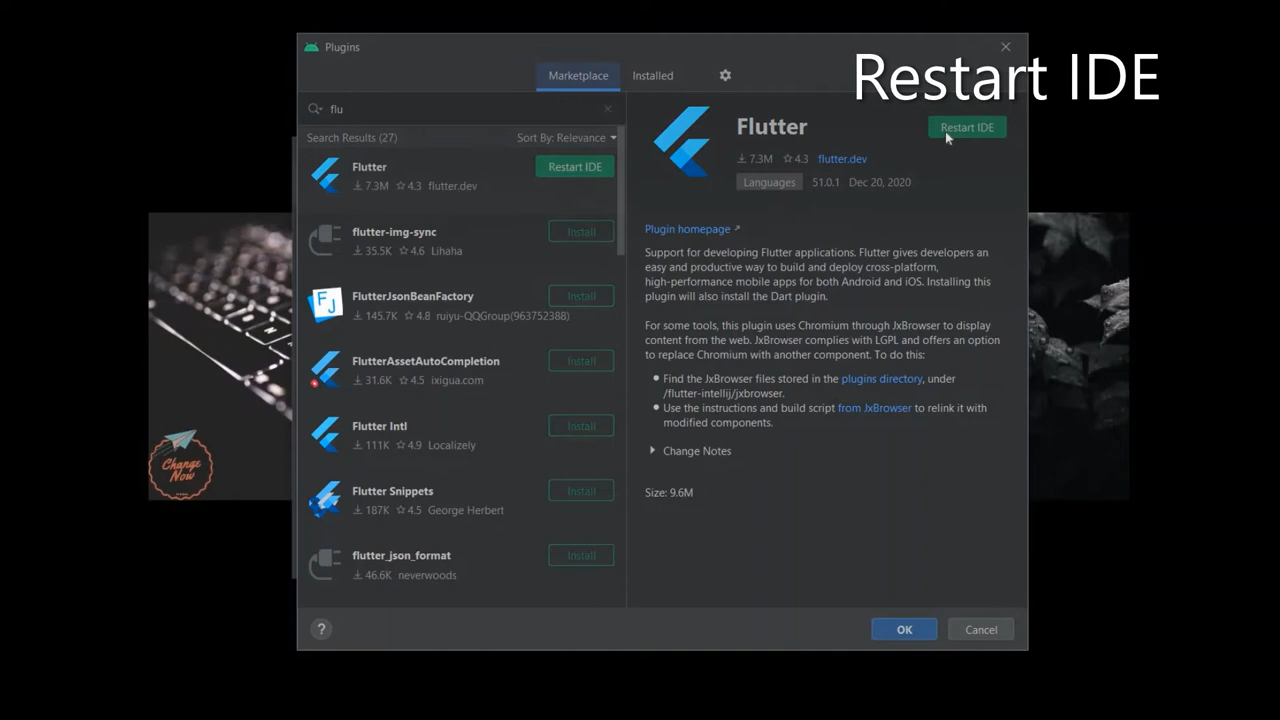 Plugins
Restart IDE
Marketplace
Installed
flu
Search Results (27)
Sort By: Relevance
Flutter
7.3M 4.3 flutter.dev
Restart IDE
flutter-img-sync
35.5K 4.6 Lihaha
Install
FlutterJsonBeanFactory
145.7K 4.8 ruiyu-QQGroup(963752388)
Install
FlutterAssetAutoCompletion
31.6K 4.5 ixigua.com
Install
Flutter Intl
111K 4.9 Localizely
Install
Flutter Snippets
187K 4.5 George Herbert
Install
flutter_json_format
46.6K neverwoods
Install
Flutter
Restart IDE
7.3M 4.3 flutter.dev
Languages 51.0.1 Dec 20, 2020
Plugin homepage
Support for developing Flutter applications. Flutter gives developers an
easy and productive way to build and deploy cross-platform,
high-performance mobile apps for both Android and iOS. Installing this
plugin will also install the Dart plugin.
For some tools, this plugin uses Chromium through JxBrowser to display
content from the web. JxBrowser complies with LGPL and offers an option
to replace Chromium with another component. To do this:
Find the JxBrowser files stored in the plugins directory, under
/flutter-intellij/jxbrowser.
Use the instructions and build script from JxBrowser to relink it with
modified components.
Change Notes
Size: 9.6M
Change
Now
?
OK
Cancel